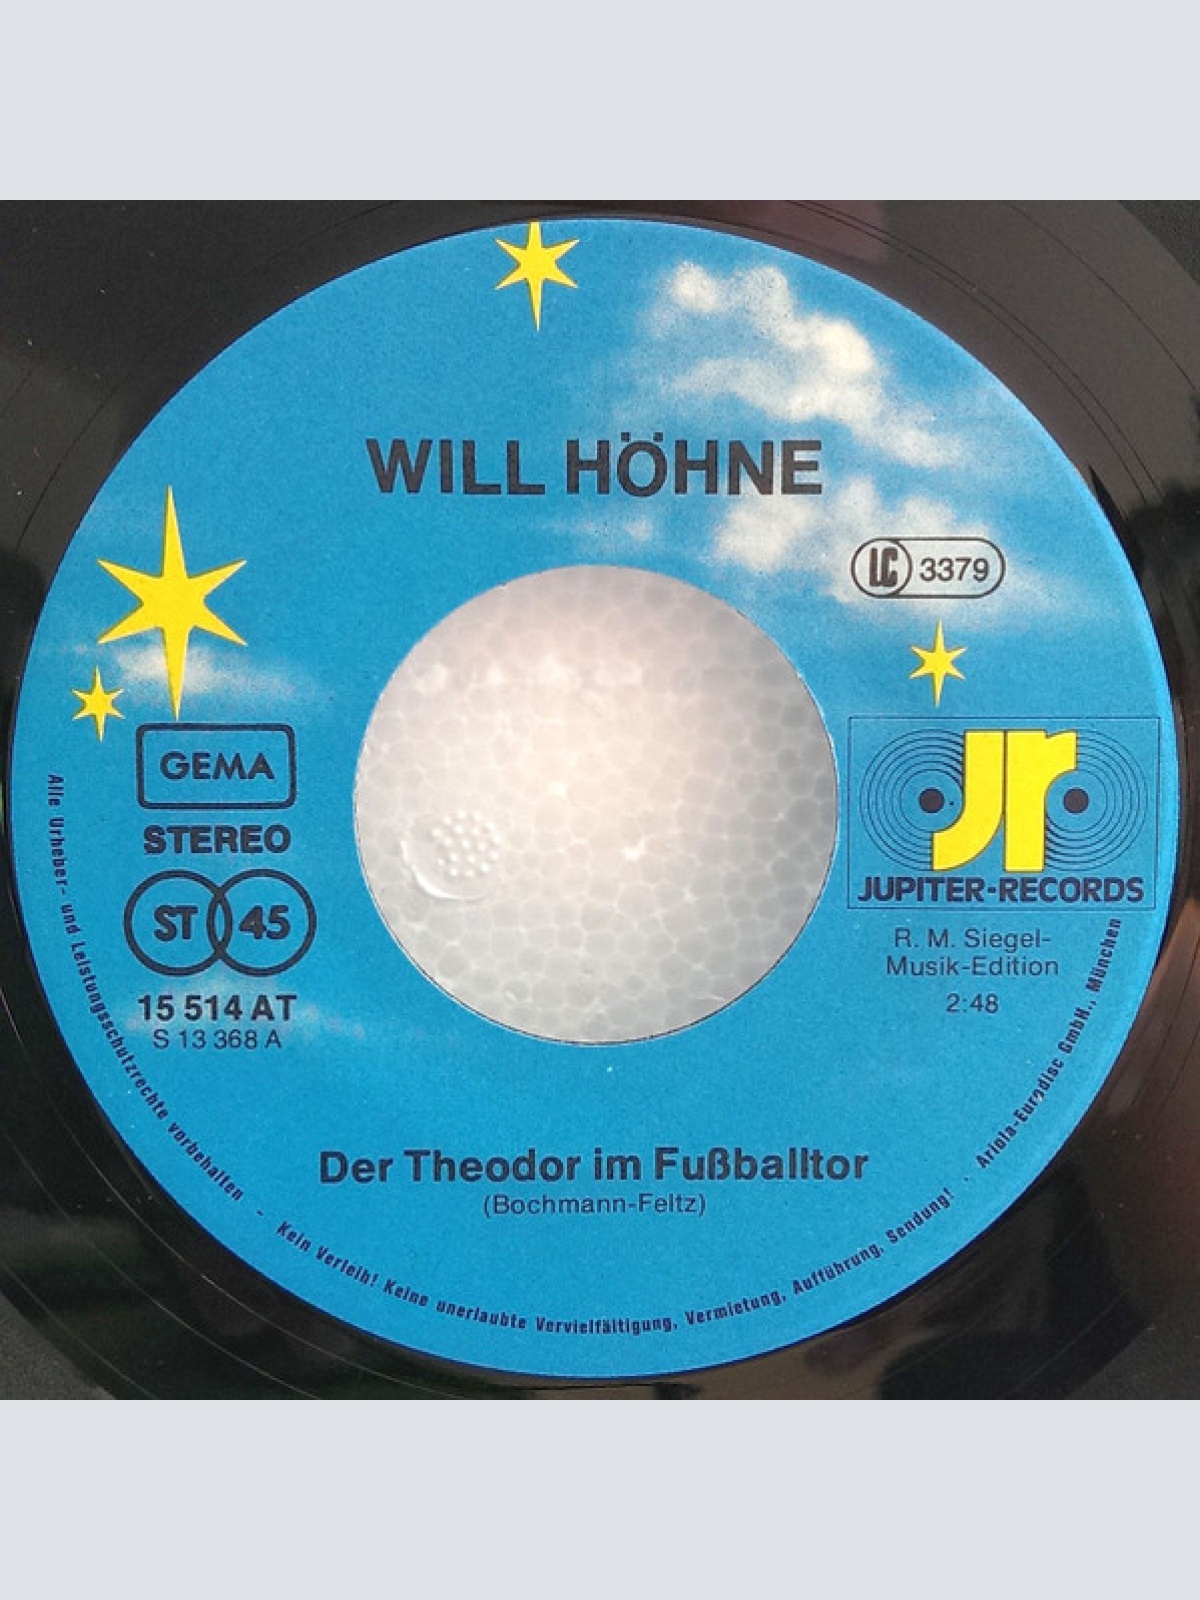 WILL HÖHNE
LC 3379
GEMA
STEREO
ST 45
15 514 AT
S 13 368 A
jr
JUPITER-RECORDS
R. M. Siegel-
Musik-Edition
2:48
Der Theodor im Fußballtor
(Bochmann-Feltz)
Alle Urheber- und Leistungsschutzrechte vorbehalten - Kein Verleih! Keine unerlaubte Vervielfältigung, Vermietung, Aufführung, Sendung! · Ariola-Eurodisc GmbH., München